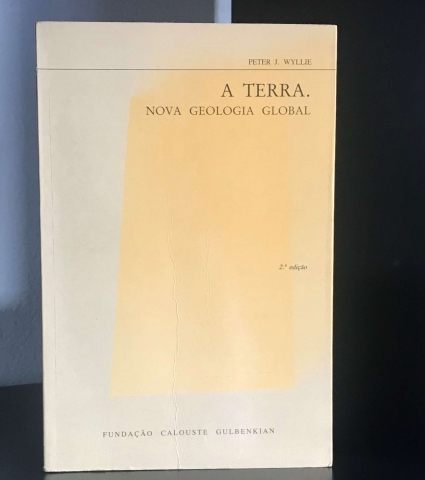 PETER J. WYLLIE
A TERRA.
NOVA GEOLOGIA GLOBAL
2.ª edição
FUNDAÇÃO CALOUSTE GULBENKIAN